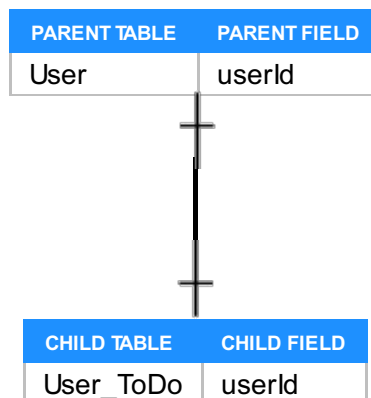 PARENT TABLE PARENT FIELD
User userId
CHILD TABLE CHILD FIELD
User_ToDo userId